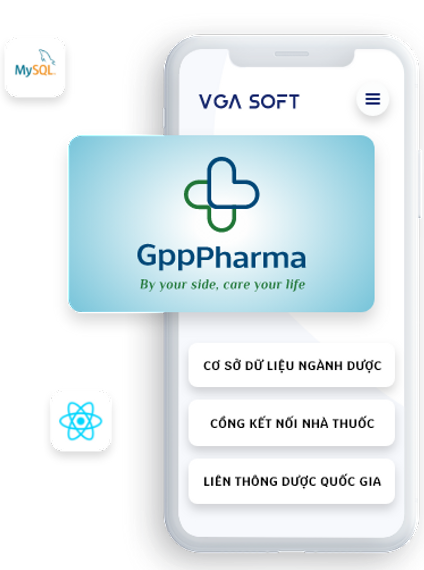 MySQL
VGA SOFT
GppPharma
By your side, care your life
CƠ SỞ DỮ LIỆU NGÀNH DƯỢC
CỔNG KẾT NỐI NHÀ THUỐC
LIÊN THÔNG DƯỢC QUỐC GIA